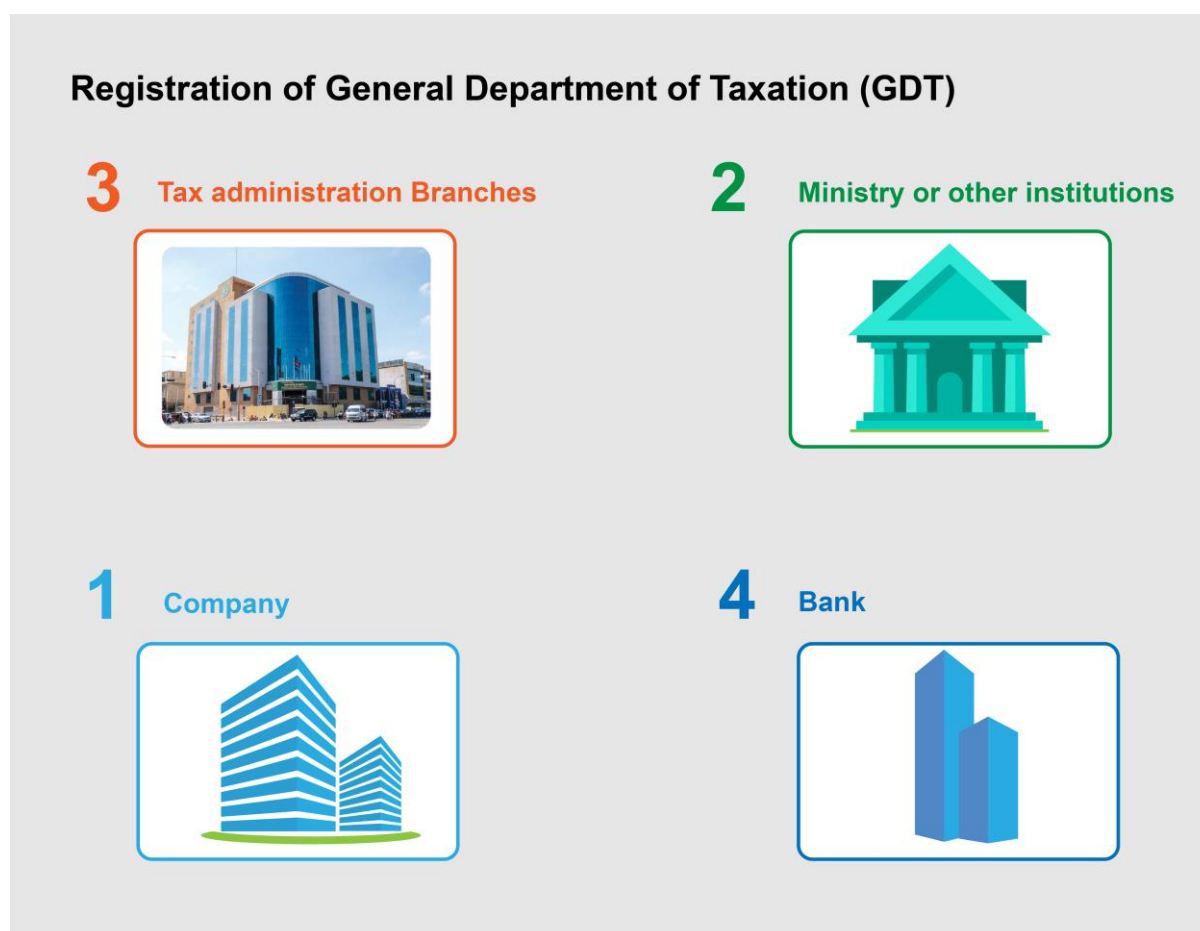 Registration of General Department of Taxation (GDT)
3 Tax administration Branches
2 Ministry or other institutions
1 Company
4 Bank